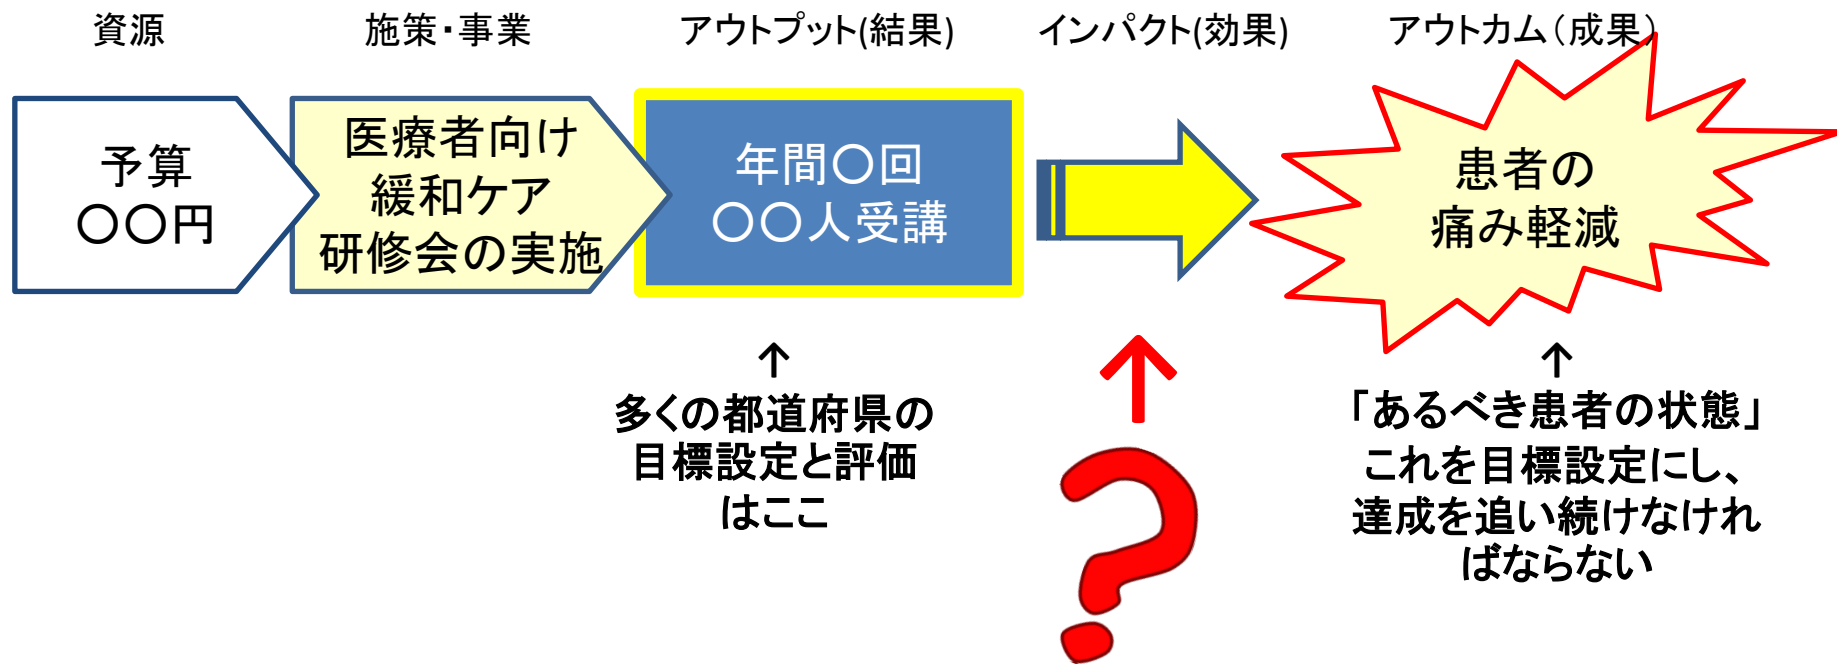 資源
施策・事業
アウトプット(結果)
インパクト(効果)
アウトカム（成果）
予算
〇〇円
医療者向け
緩和ケア
研修会の実施
年間〇回
〇〇人受講
患者の
痛み軽減
↑
多くの都道府県の
目標設定と評価
はここ
↑
?
↑
「あるべき患者の状態」
これを目標設定にし、
達成を追い続けなけれ
ばならない